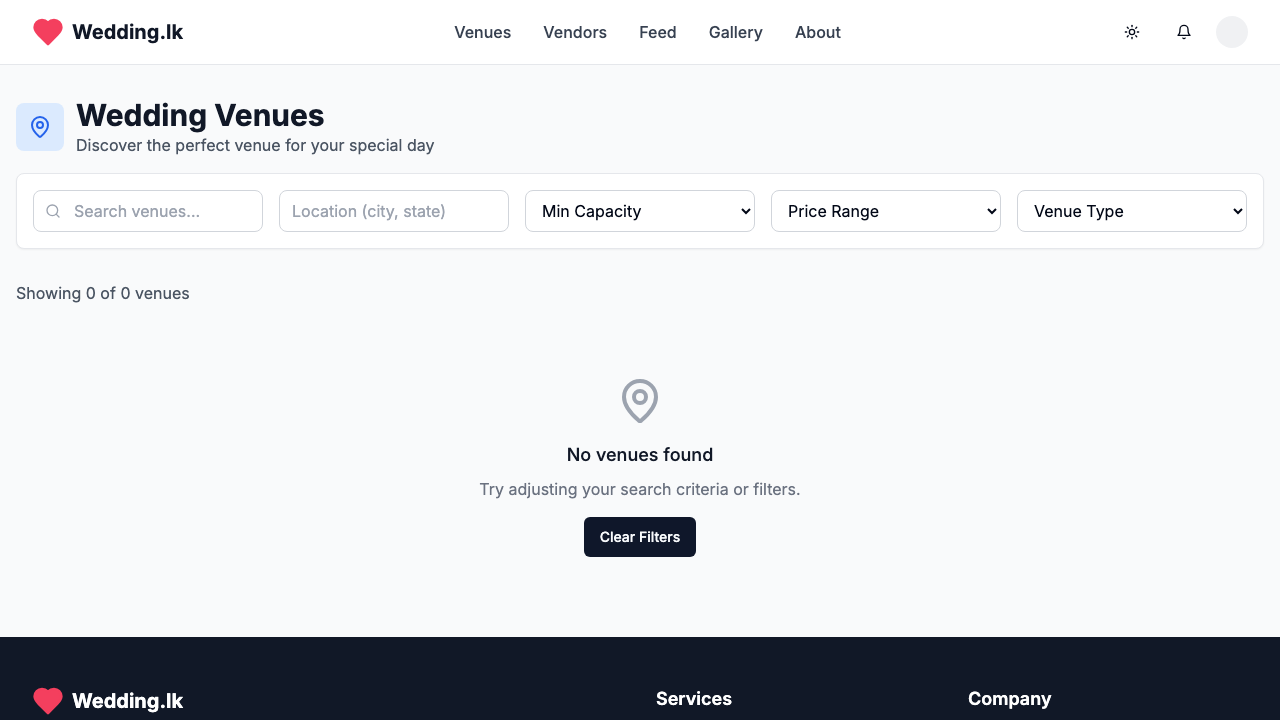 Wedding.lk
Venues
Vendors
Feed
Gallery
About
Wedding Venues
Discover the perfect venue for your special day
Search venues...
Location (city, state)
Min Capacity
Price Range
Venue Type
Showing 0 of 0 venues
No venues found
Try adjusting your search criteria or filters.
Clear Filters
Wedding.lk
Services
Company